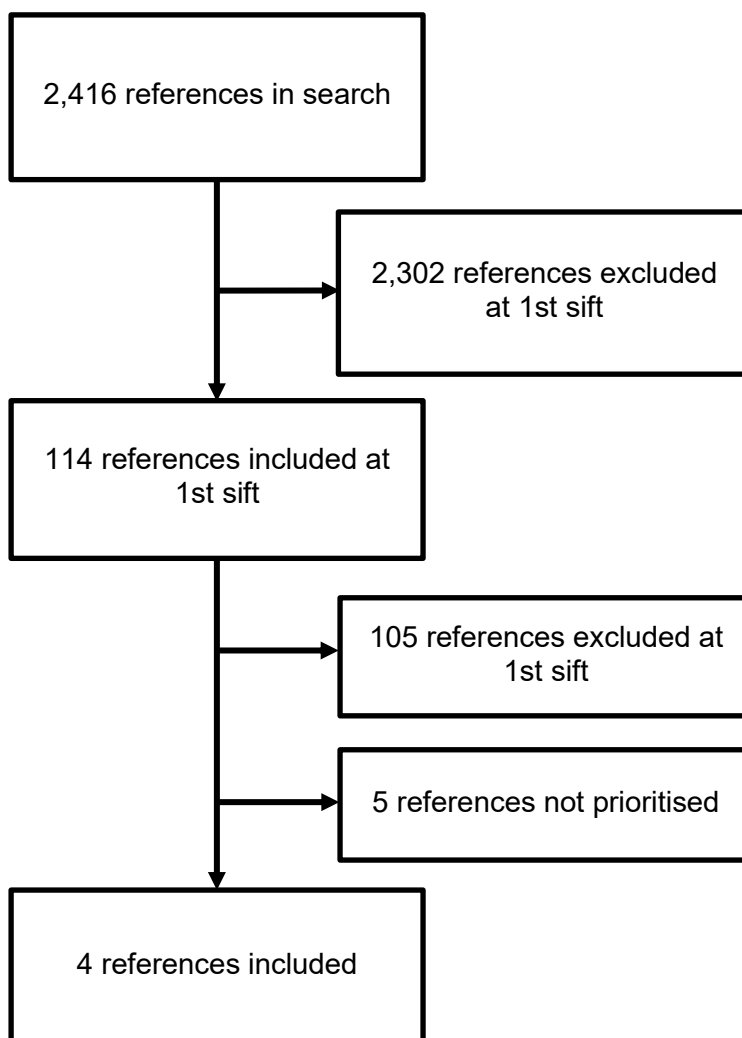 2,416 references in search
2,302 references excluded
at 1st sift
114 references included at
1st sift
105 references excluded at
1st sift
5 references not prioritised
4 references included